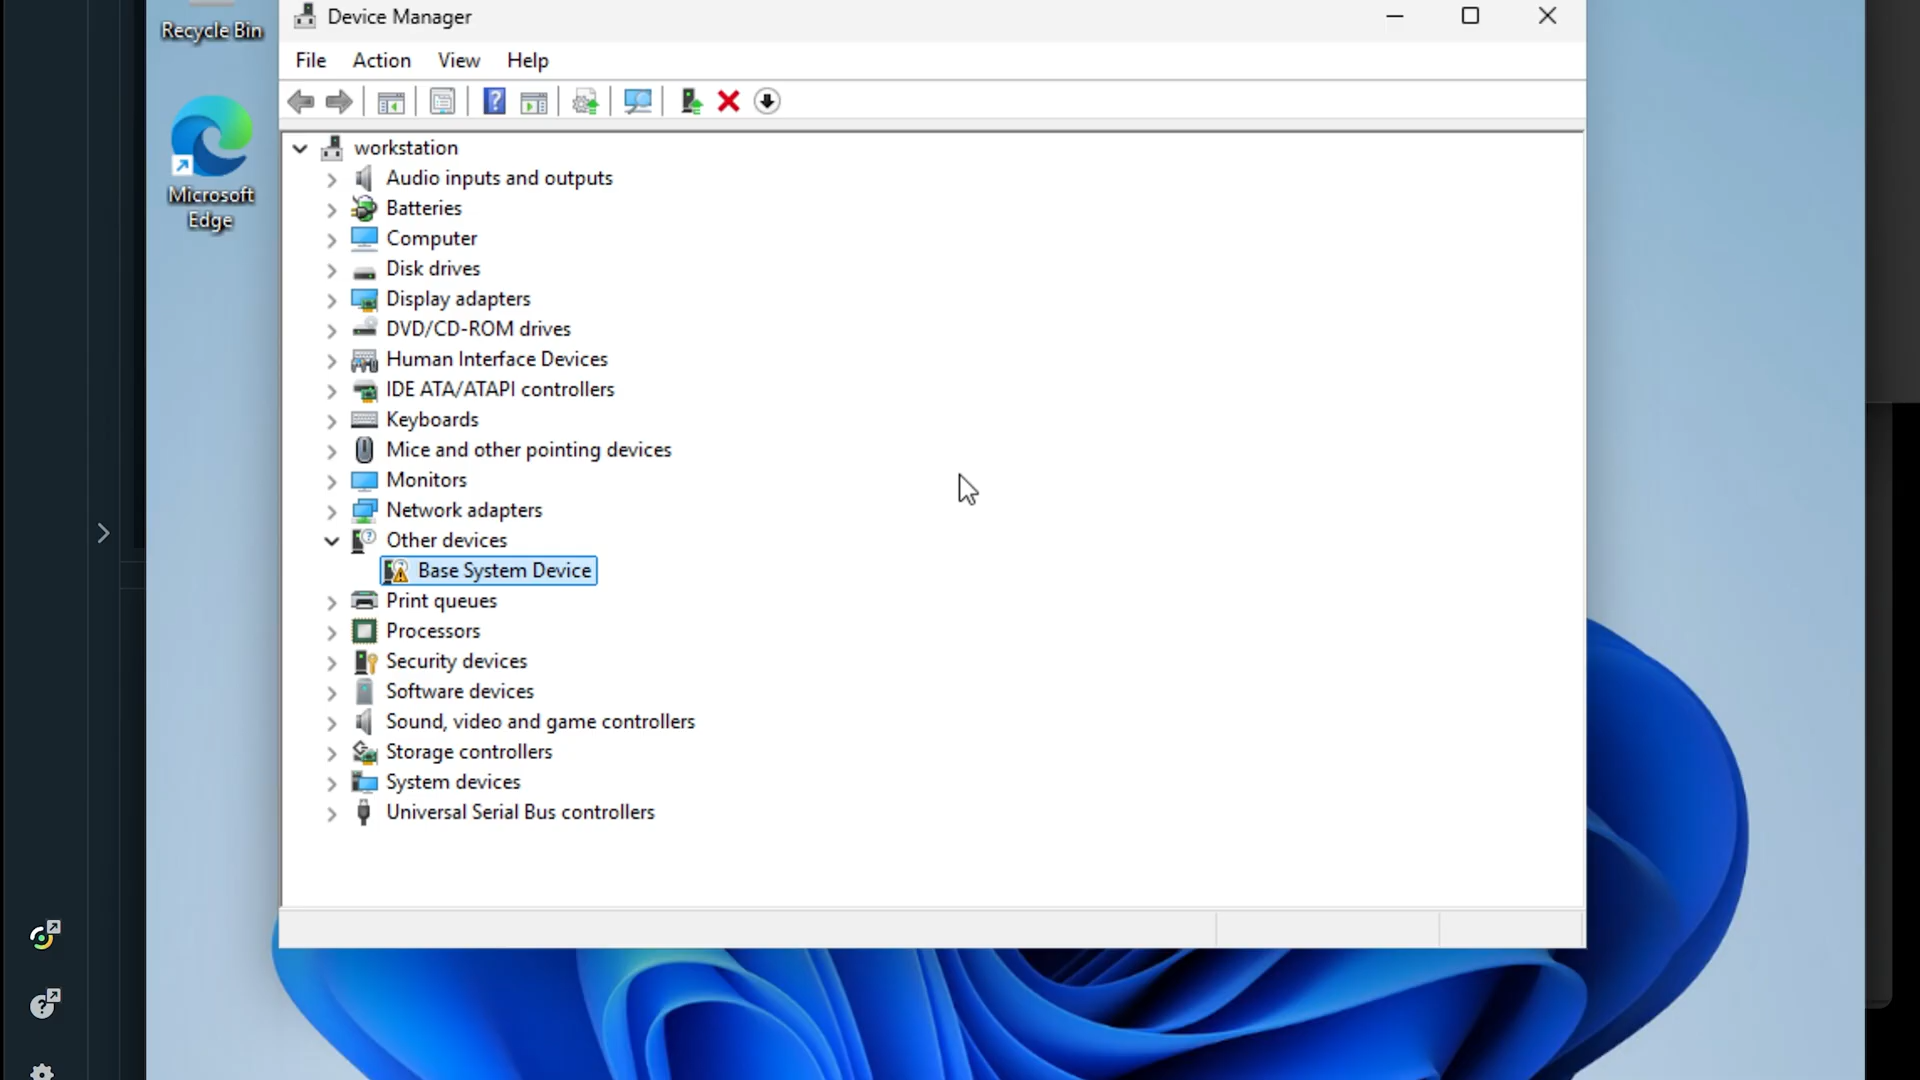 Recycle Bin
Microsoft
Edge
Device Manager
File Action View Help
workstation
Audio inputs and outputs
Batteries
Computer
Disk drives
Display adapters
DVD/CD-ROM drives
Human Interface Devices
IDE ATA/ATAPI controllers
Keyboards
Mice and other pointing devices
Monitors
Network adapters
Other devices
Base System Device
Print queues
Processors
Security devices
Software devices
Sound, video and game controllers
Storage controllers
System devices
Universal Serial Bus controllers